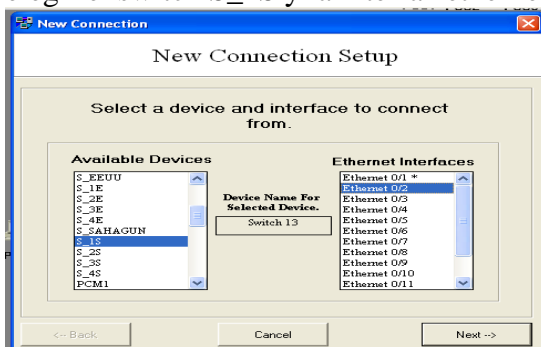 New Connection
New Connection Setup
Select a device and interface to connect
from.
Available Devices
S_EEUU
S_1E
S_2E
S_3E
S_4E
S_SAHAGUN
S_1S
S_2S
S_3S
S_4S
PCM1
Device Name For
Selected Device.
Switch 13
Ethernet Interfaces
Ethernet 0/1 *
Ethernet 0/2
Ethernet 0/3
Ethernet 0/4
Ethernet 0/5
Ethernet 0/6
Ethernet 0/7
Ethernet 0/8
Ethernet 0/9
Ethernet 0/10
Ethernet 0/11
<-- Back
Cancel
Next -->